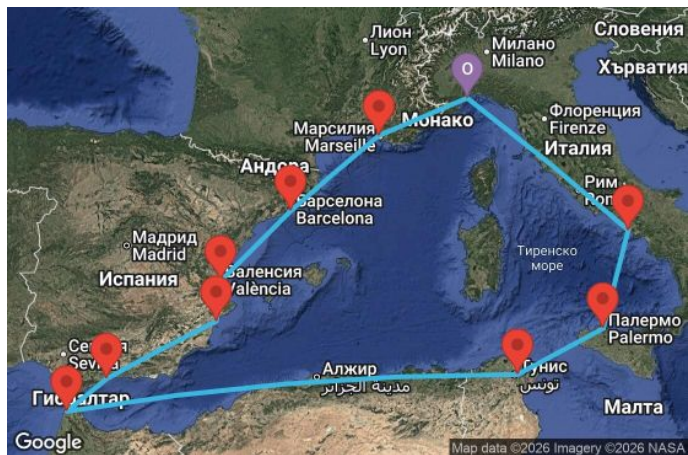 Словения
Лион
Lyon
Милано
Milano
Хърватия
Марсилия
Marseille
Монако
Флоренция
Firenze
Италия
Андора
Барселона
Barcelona
Рим
Мадрид
Madrid
Испания
Валенсия
València
Тиренско
море
Палермо
Palermo
Алжир
مدينة الجزائر
Тунис
تونس
Гибралтар
Малта
Google
Map data ©2026 Imagery ©2026 NASA
O